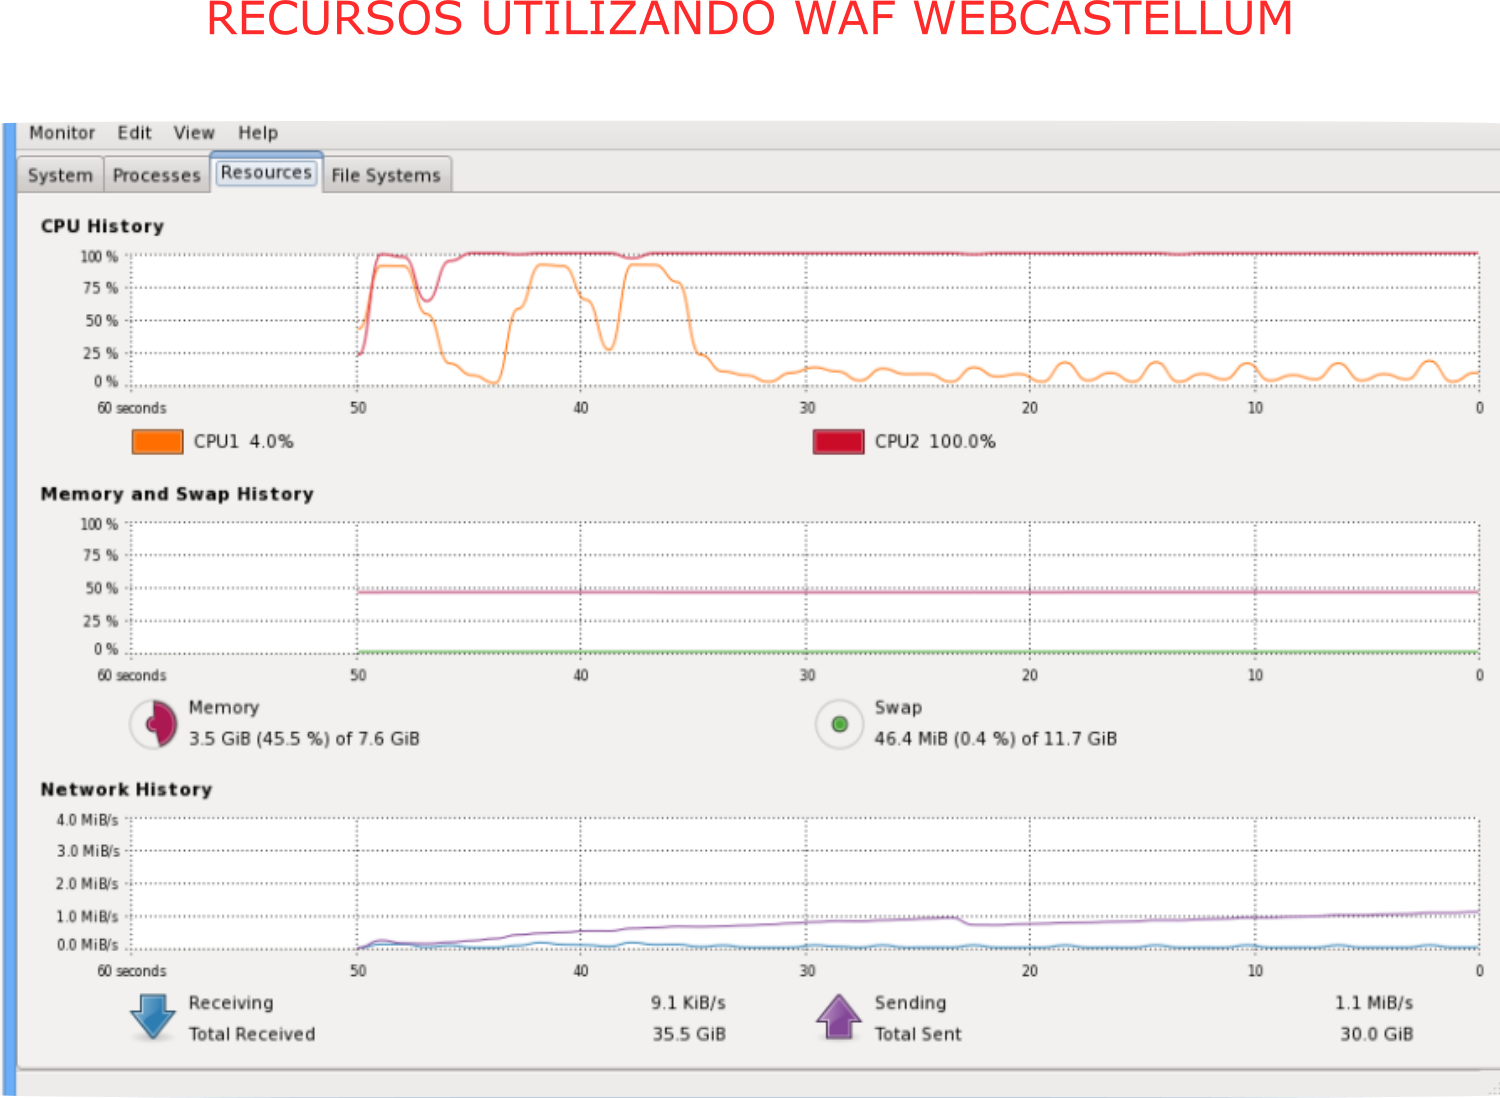 RECURSOS UTILIZANDO WAF WEBCASTELLUM
Monitor Edit View Help
System Processes Resources File Systems
CPU History
100 %
75 %
50 %
25 %
0 %
60 seconds 50 40 30 20 10 0
CPU1 4.0% CPU2 100.0%
Memory and Swap History
100 %
75 %
50 %
25 %
0 %
60 seconds 50 40 30 20 10 0
Memory Swap
3.5 GiB (45.5 %) of 7.6 GiB 46.4 MiB (0.4 %) of 11.7 GiB
Network History
4.0 MiB/s
3.0 MiB/s
2.0 MiB/s
1.0 MiB/s
0.0 MiB/s
60 seconds 50 40 30 20 10 0
Receiving 9.1 KiB/s Sending 1.1 MiB/s
Total Received 35.5 GiB Total Sent 30.0 GiB